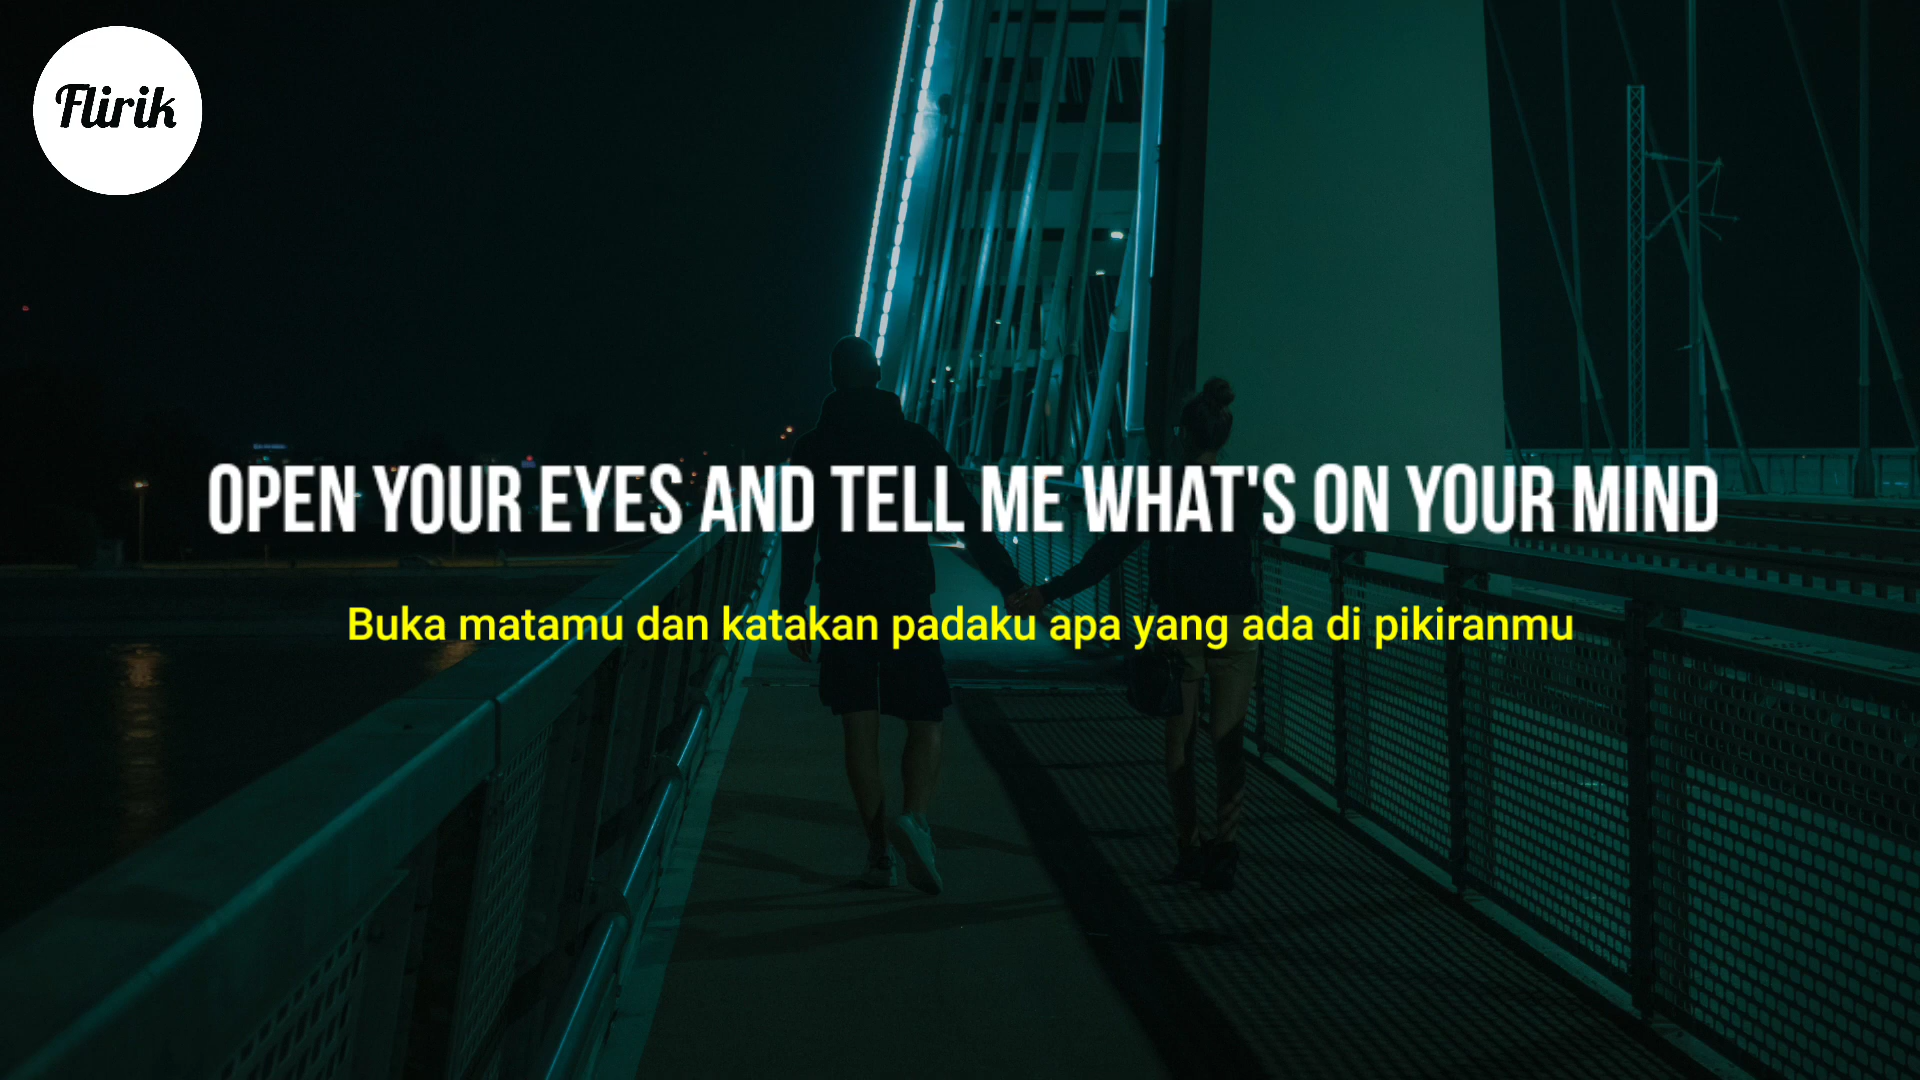 Flirik
OPEN YOUR EYES AND TELL ME WHAT'S ON YOUR MIND
Buka matamu dan katakan padaku apa yang ada di pikiranmu